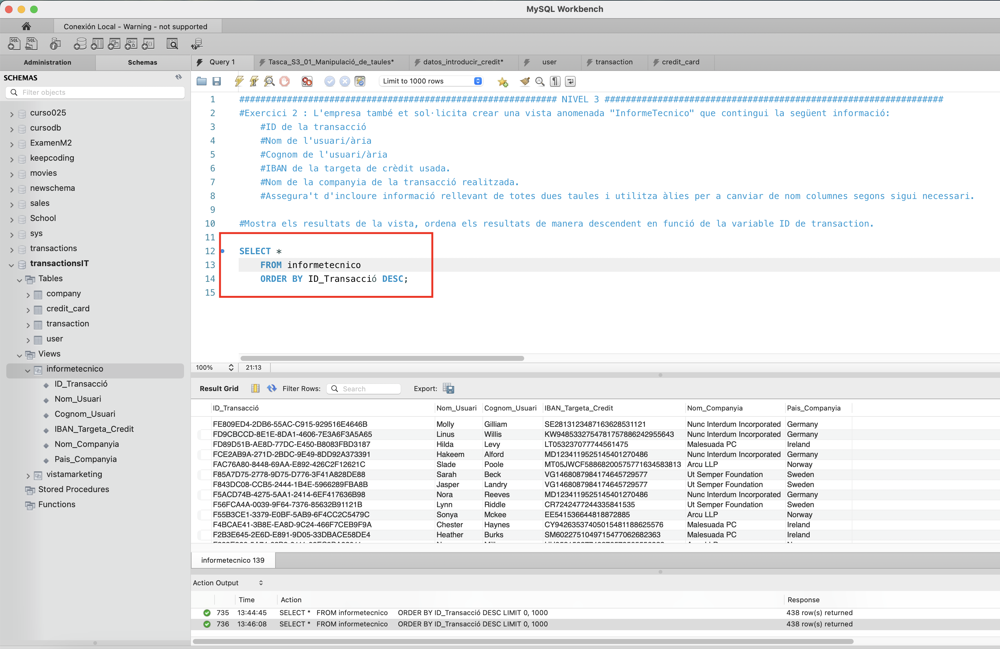 MySQL Workbench
Conexión Local - Warning - not supported
Administration
Schemas
SCHEMAS
Filter objects
curso025
cursodb
ExamenM2
keepcoding
movies
newschema
sales
School
sys
transactions
transactionsIT
Tables
company
credit_card
transaction
user
Views
informetecnico
ID_Transacció
Nom_Usuari
Cognom_Usuari
IBAN_Targeta_Credit
Nom_Companyia
Pais_Companyia
vistamarketing
Stored Procedures
Functions
Query 1
Tasca_S3_01_Manipulació_de_taules*
datos_introducir_credit*
user
transaction
credit_card
Limit to 1000 rows
1 ############################################################ NIVEL 3 ################################################################
2 #Exercici 2 : L'empresa també et sol·licita crear una vista anomenada "InformeTecnico" que contingui la següent informació:
3 #ID de la transacció
4 #Nom de l'usuari/ària
5 #Cognom de l'usuari/ària
6 #IBAN de la targeta de crèdit usada.
7 #Nom de la companyia de la transacció realitzada.
8 #Assegura't d'incloure informació rellevant de totes dues taules i utilitza àlies per a canviar de nom columnes segons sigui necessari.
9
10 #Mostra els resultats de la vista, ordena els resultats de manera descendent en funció de la variable ID de transaction.
11
12 SELECT *
13 FROM informetecnico
14 ORDER BY ID_Transacció DESC;
15
100% 21:13
Result Grid Filter Rows: Search Export:
ID_Transacció Nom_Usuari Cognom_Usuari IBAN_Targeta_Credit Nom_Companyia Pais_Companyia
FE809ED4-2DB6-55AC-C915-929516E4646B Molly Gilliam SE2813123487163628531121 Nunc Interdum Incorporated Germany
FD9CBCCD-8E1E-8DA1-4606-7E3A6F3A5A65 Linus Willis KW9485332754781757886242955643 Nunc Interdum Incorporated Germany
FD89D51B-AE8D-77DC-E450-B8083FBD3187 Hilda Levy LT053237077744561475 Malesuada PC Ireland
FCE2AB9A-271D-2BDC-9E49-8DD92A373391 Hakeem Alford MD1234119525145401270486 Nunc Interdum Incorporated Germany
FAC76A80-8448-69AA-E892-426C2F12621C Slade Poole MT05JWCF58868200575771634583813 Arcu LLP Norway
F85A7D75-2778-9D75-D776-3F41A828DE88 Sarah Beck VG1468087984174645729577 Ut Semper Foundation Sweden
F843DC08-CCB5-2444-1B4E-5966289FBA8B Jasper Landry VG1468087984174645729577 Ut Semper Foundation Sweden
F5ACD74B-4275-5AA1-2414-6EF417636B98 Nora Reeves MD1234119525145401270486 Nunc Interdum Incorporated Germany
F56FCA4A-0039-9F64-7376-85632B91121B Lynn Riddle CR7242477244335841535 Ut Semper Foundation Sweden
F55B3CE1-3379-E0BF-5AB9-6F4CC2C5479C Sonya Mckee EE541536644818872885 Arcu LLP Norway
F4BCAE41-3B8E-EA8D-9C24-466F7CEB9F9A Chester Haynes CY94263537405015481188625576 Malesuada PC Ireland
F2B3E645-2E6D-E891-9D05-33DBACE58DE4 Heather Burks SM60227510497154770626823​63 Malesuada PC Ireland
informetecnico 139
Action Output
Time Action Response
735 13:44:45 SELECT * FROM informetecnico ORDER BY ID_Transacció DESC LIMIT 0, 1000 438 row(s) returned
736 13:46:08 SELECT * FROM informetecnico ORDER BY ID_Transacció DESC LIMIT 0, 1000 438 row(s) returned